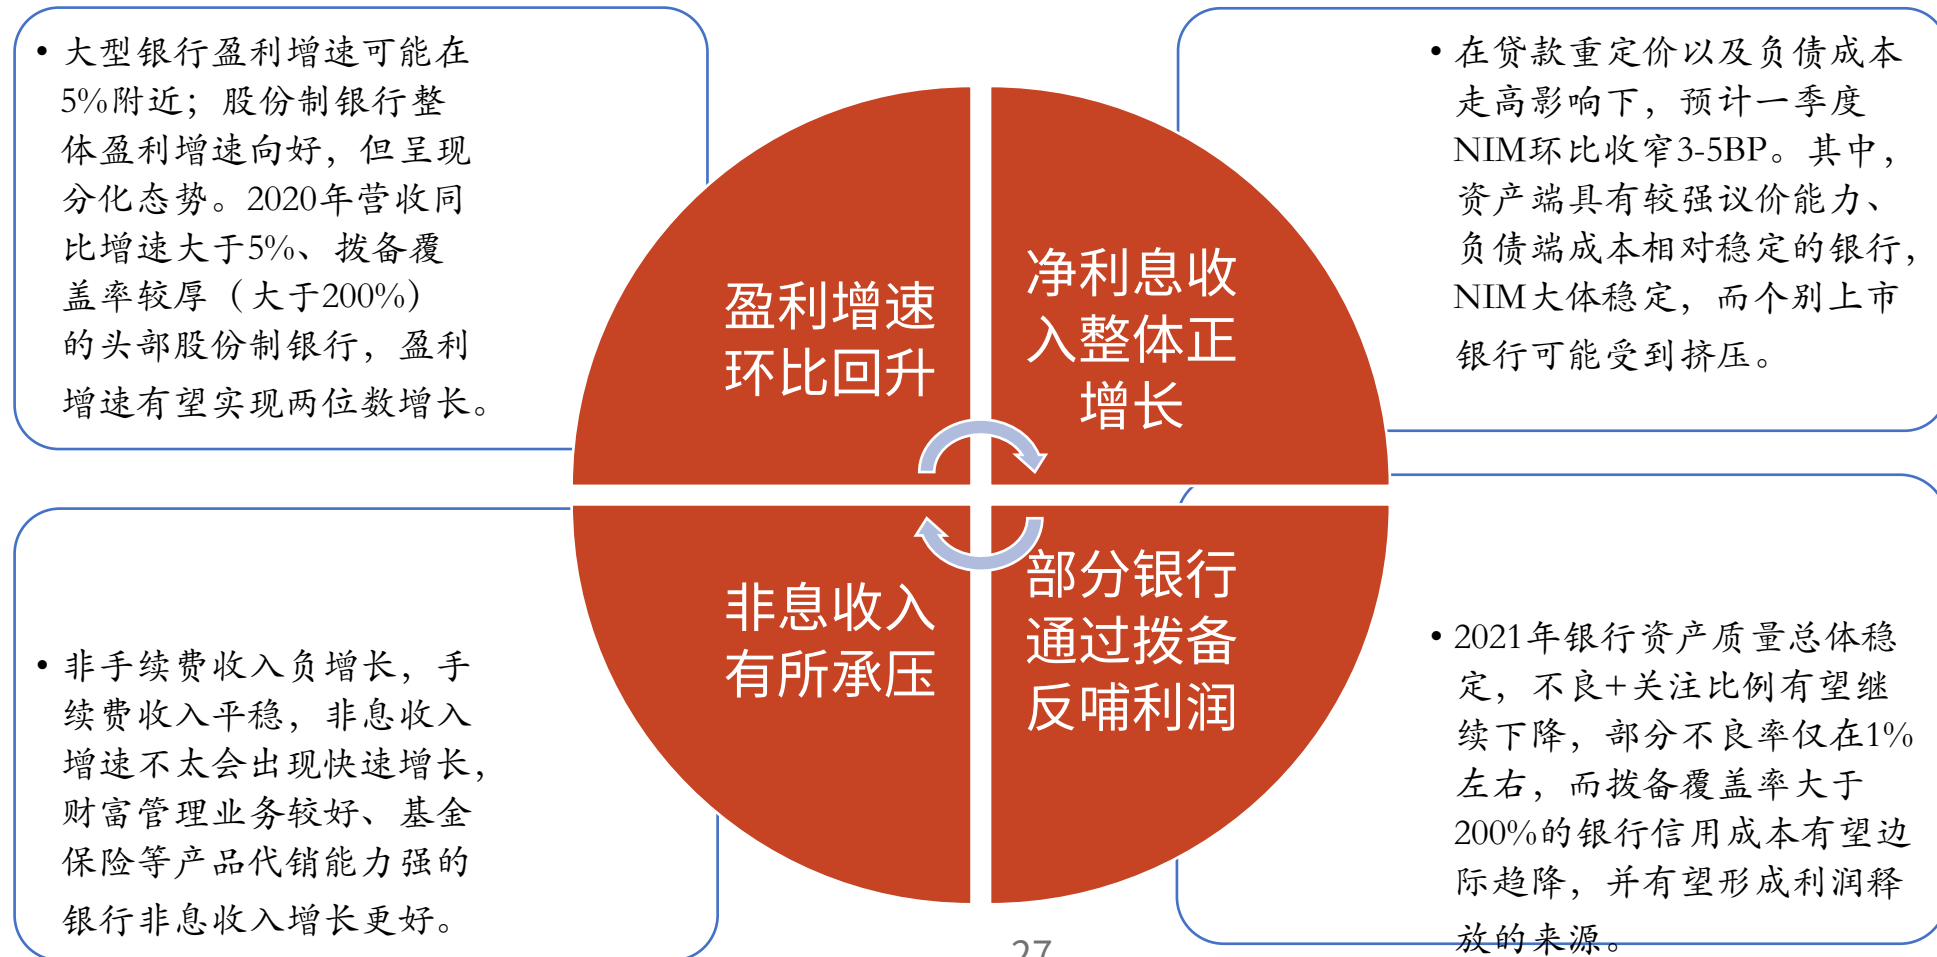 • 大型银行盈利增速可能在
5%附近；股份制银行整
体盈利增速向好，但呈现
分化态势。2020年营收同
比增速大于5%、拨备覆
盖率较厚（大于200%）
的头部股份制银行，盈利
增速有望实现两位数增长。
盈利增速
环比回升
净利息收
入整体正
增长
• 在贷款重定价以及负债成本
走高影响下，预计一季度
NIM环比收窄3-5BP。其中，
资产端具有较强议价能力、
负债端成本相对稳定的银行，
NIM大体稳定，而个别上市
银行可能受到挤压。
• 非手续费收入负增长，手
续费收入平稳，非息收入
增速不太会出现快速增长，
财富管理业务较好、基金
保险等产品代销能力强的
银行非息收入增长更好。
非息收入
有所承压
部分银行
通过拨备
反哺利润
• 2021年银行资产质量总体稳
定，不良+关注比例有望继
续下降，部分不良率仅在1%
左右，而拨备覆盖率大于
200%的银行信用成本有望边
际趋降，并有望形成利润释
放的来源。
27